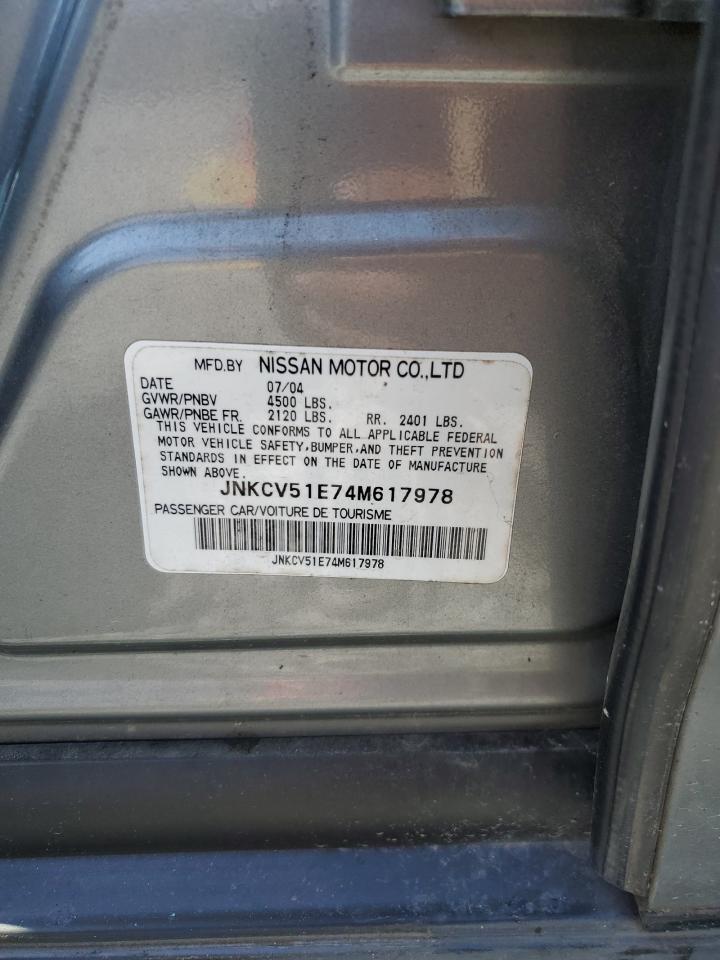 MFD.BY NISSAN MOTOR CO.,LTD
DATE 07/04
GVWR/PNBV 4500 LBS.
GAWR/PNBE FR. 2120 LBS. RR. 2401 LBS.
THIS VEHICLE CONFORMS TO ALL APPLICABLE FEDERAL
MOTOR VEHICLE SAFETY,BUMPER,AND THEFT PREVENTION
STANDARDS IN EFFECT ON THE DATE OF MANUFACTURE
SHOWN ABOVE.
JNKCV51E74M617978
PASSENGER CAR/VOITURE DE TOURISME
JNKCV51E74M617978